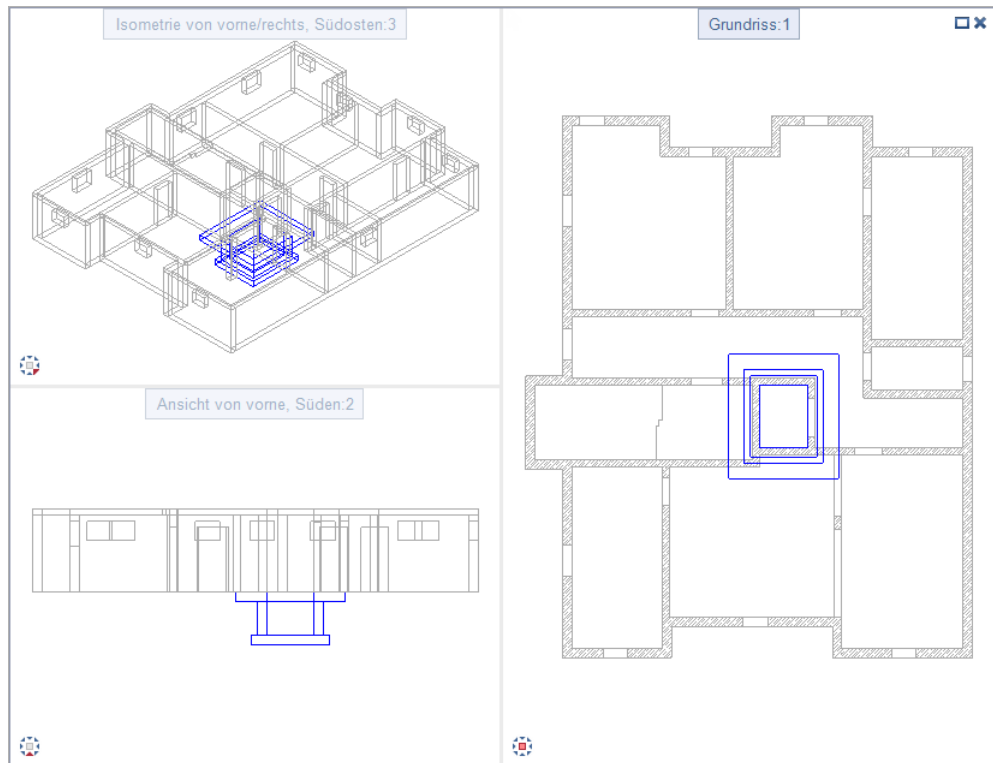 Isometrie von vorne/rechts, Südosten:3
Grundriss:1
Ansicht von vorne, Süden:2